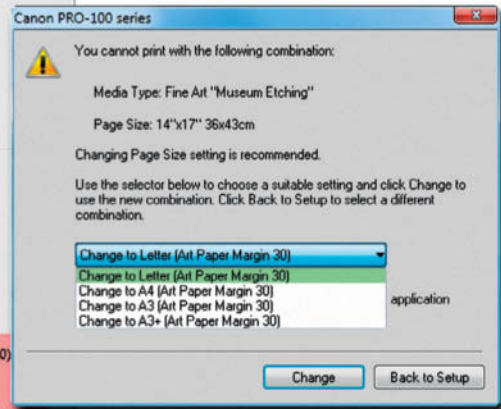 Canon PRO-100 series
You cannot print with the following combination:
Media Type: Fine Art "Museum Etching"
Page Size: 14"x17" 36x43cm
Changing Page Size setting is recommended.
Use the selector below to choose a suitable setting and click Change to
use the new combination. Click Back to Setup to select a different
combination.
Change to Letter (Art Paper Margin 30)
Change to Letter (Art Paper Margin 30)
Change to A4 (Art Paper Margin 30)
Change to A3 (Art Paper Margin 30)
Change to A3+ (Art Paper Margin 30)
application
0)
Change
Back to Setup